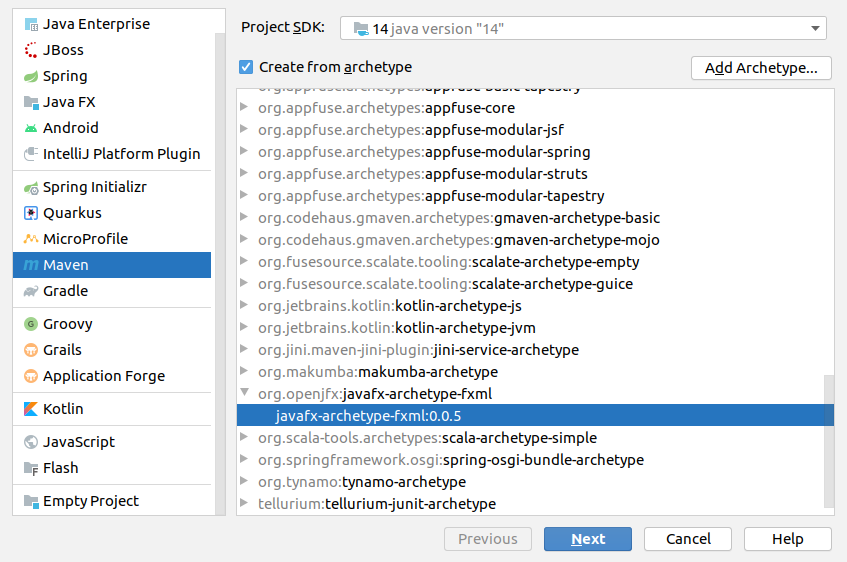 Java Enterprise
JBoss
Spring
Java FX
Android
IntelliJ Platform Plugin
Spring Initializr
Quarkus
MicroProfile
Maven
Gradle
Groovy
Grails
Application Forge
Kotlin
JavaScript
Flash
Empty Project
Project SDK: 14 java version "14"
Create from archetype
Add Archetype...
org.appfuse.archetypes:appfuse-basic-tapestry
org.appfuse.archetypes:appfuse-core
org.appfuse.archetypes:appfuse-modular-jsf
org.appfuse.archetypes:appfuse-modular-spring
org.appfuse.archetypes:appfuse-modular-struts
org.appfuse.archetypes:appfuse-modular-tapestry
org.codehaus.gmaven.archetypes:gmaven-archetype-basic
org.codehaus.gmaven.archetypes:gmaven-archetype-mojo
org.fusesource.scalate.tooling:scalate-archetype-empty
org.fusesource.scalate.tooling:scalate-archetype-guice
org.jetbrains.kotlin:kotlin-archetype-js
org.jetbrains.kotlin:kotlin-archetype-jvm
org.jini.maven-jini-plugin:jini-service-archetype
org.makumba:makumba-archetype
org.openjfx:javafx-archetype-fxml
javafx-archetype-fxml:0.0.5
org.scala-tools.archetypes:scala-archetype-simple
org.springframework.osgi:spring-osgi-bundle-archetype
org.tynamo:tynamo-archetype
tellurium:tellurium-junit-archetype
Previous
Next
Cancel
Help